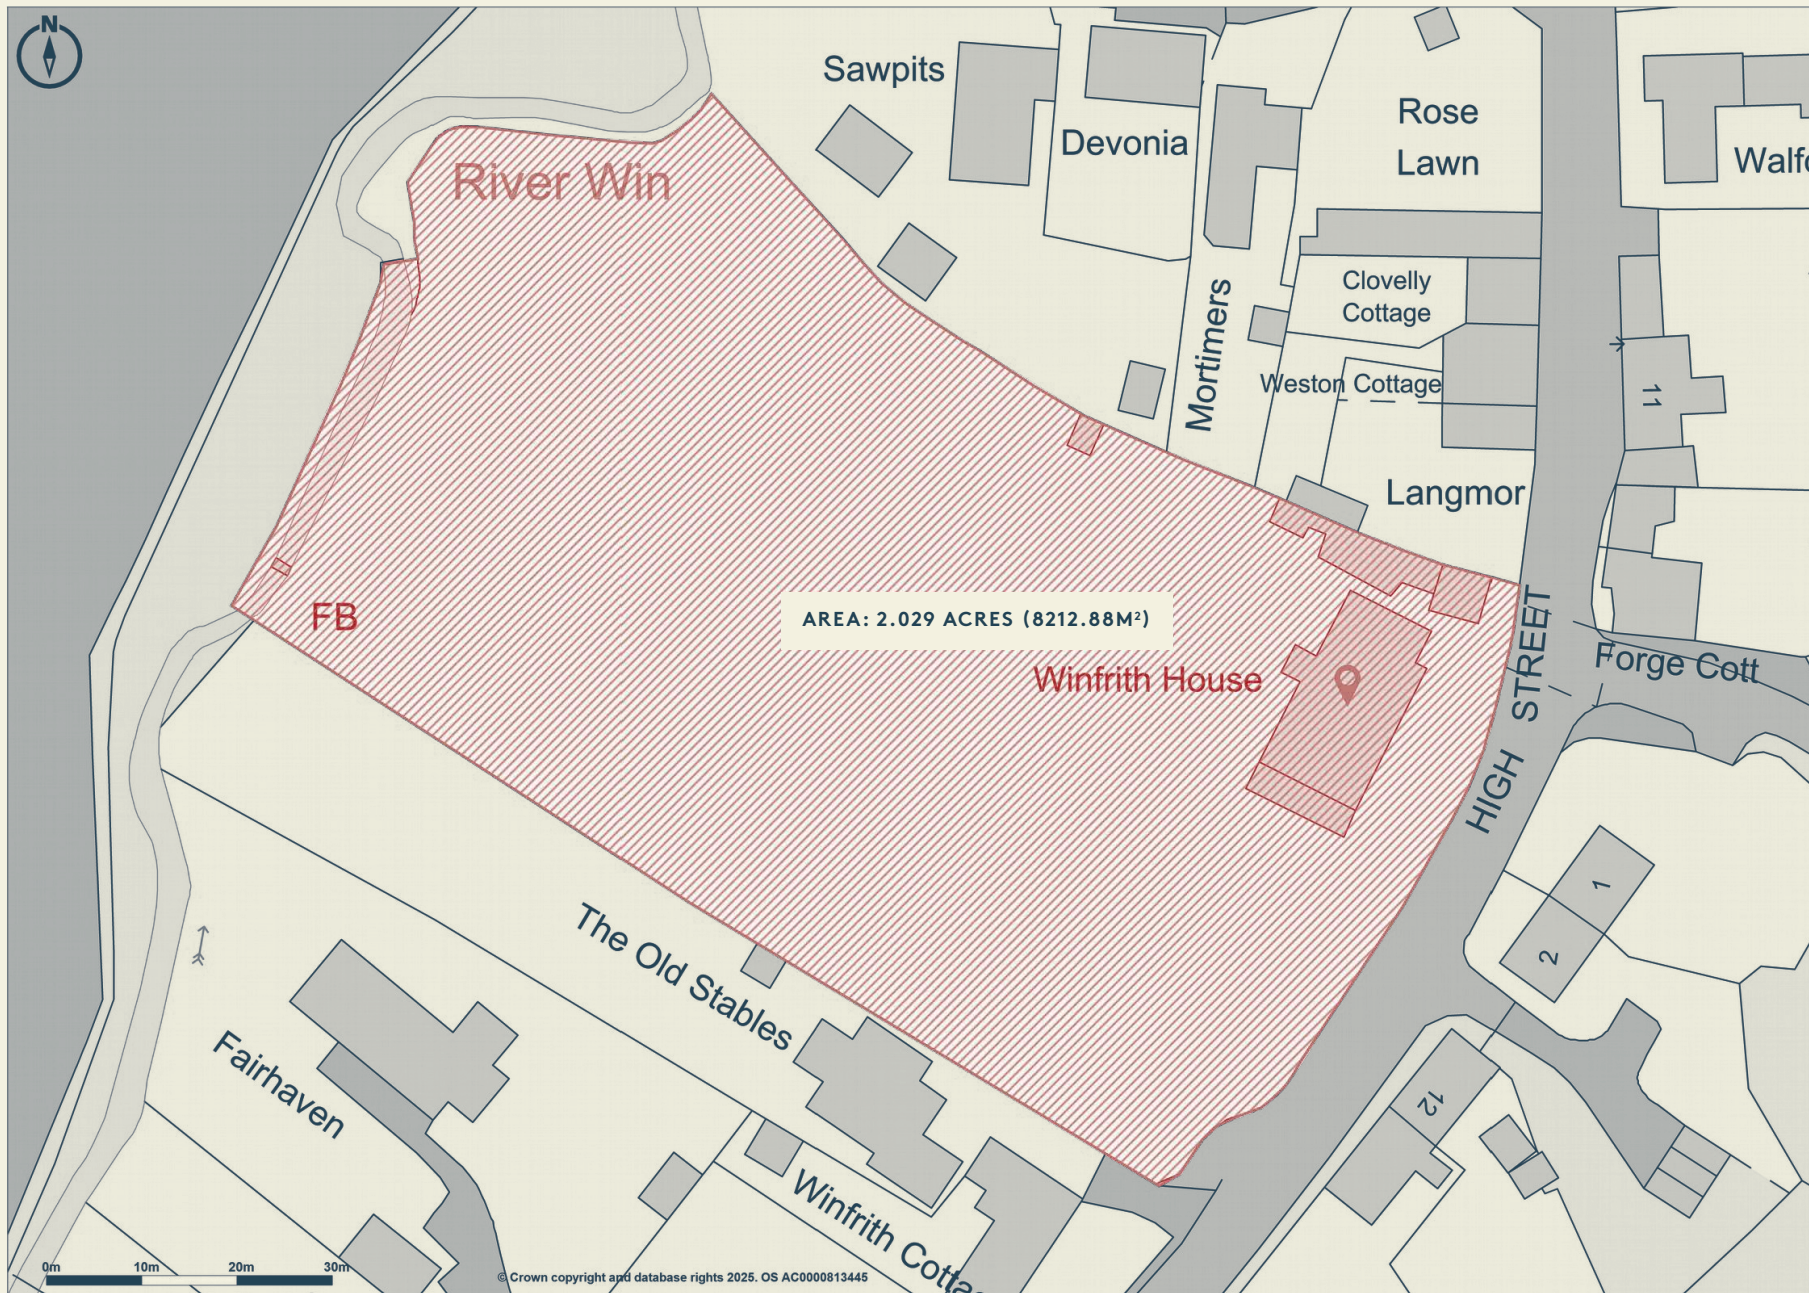 N
Sawpits
Devonia
Rose
Lawn
River Win
Clovelly
Cottage
Mortimers
Weston Cottage
11
Langmor
FB
AREA: 2.029 ACRES (8212.88M²)
Winfrith House
HIGH STREET
Forge Cott
1
2
The Old Stables
Fairhaven
12
Winfrith Cotta
0m 10m 20m 30m
© Crown copyright and database rights 2025. OS AC0000813445